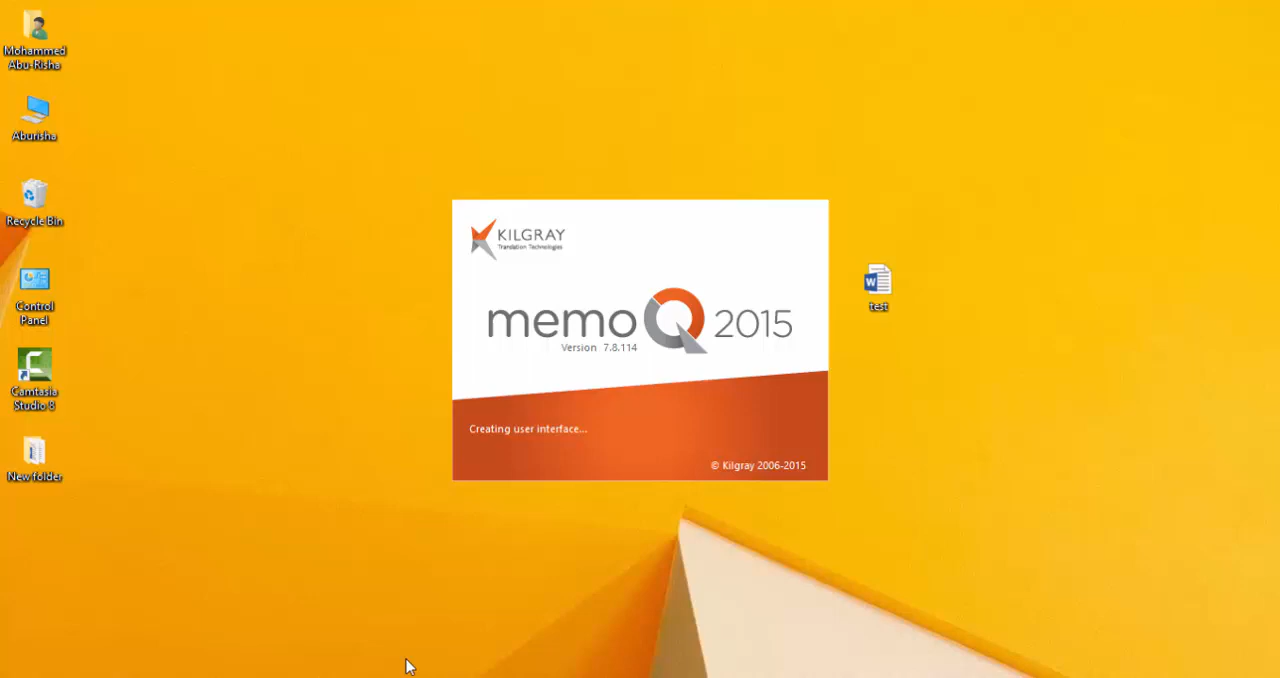 Mohammed
Abu-Risha
Aburisha
Recycle Bin
Control
Panel
Camtasia
Studio 8
New folder
KILGRAY
Translation Technologies
memoQ 2015
Version 7.8.114
Creating user interface...
© Kilgray 2006-2015
test